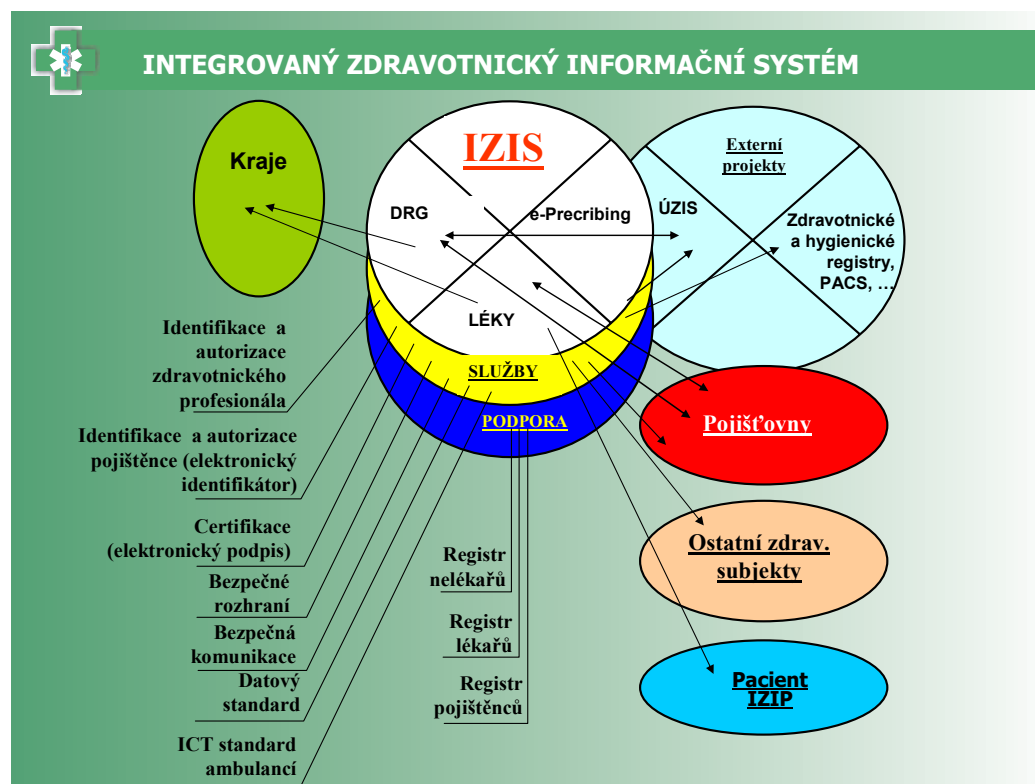 INTEGROVANÝ ZDRAVOTNICKÝ INFORMAČNÍ SYSTÉM
Kraje
IZIS
DRG
e-Precribing
LÉKY
SLUŽBY
PODPORA
Externí
projekty
ÚZIS
Zdravotnické
a hygienické
registry,
PACS, ...
Identifikace a
autorizace
zdravotnického
profesionála
Identifikace a autorizace
pojištěnce (elektronický
identifikátor)
Certifikace
(elektronický podpis)
Bezpečné
rozhraní
Bezpečná
komunikace
Datový
standard
ICT standard
ambulancí
Registr
nelékařů
Registr
lékařů
Registr
pojištěnců
Pojišťovny
Ostatní zdrav.
subjekty
Pacient
IZIP